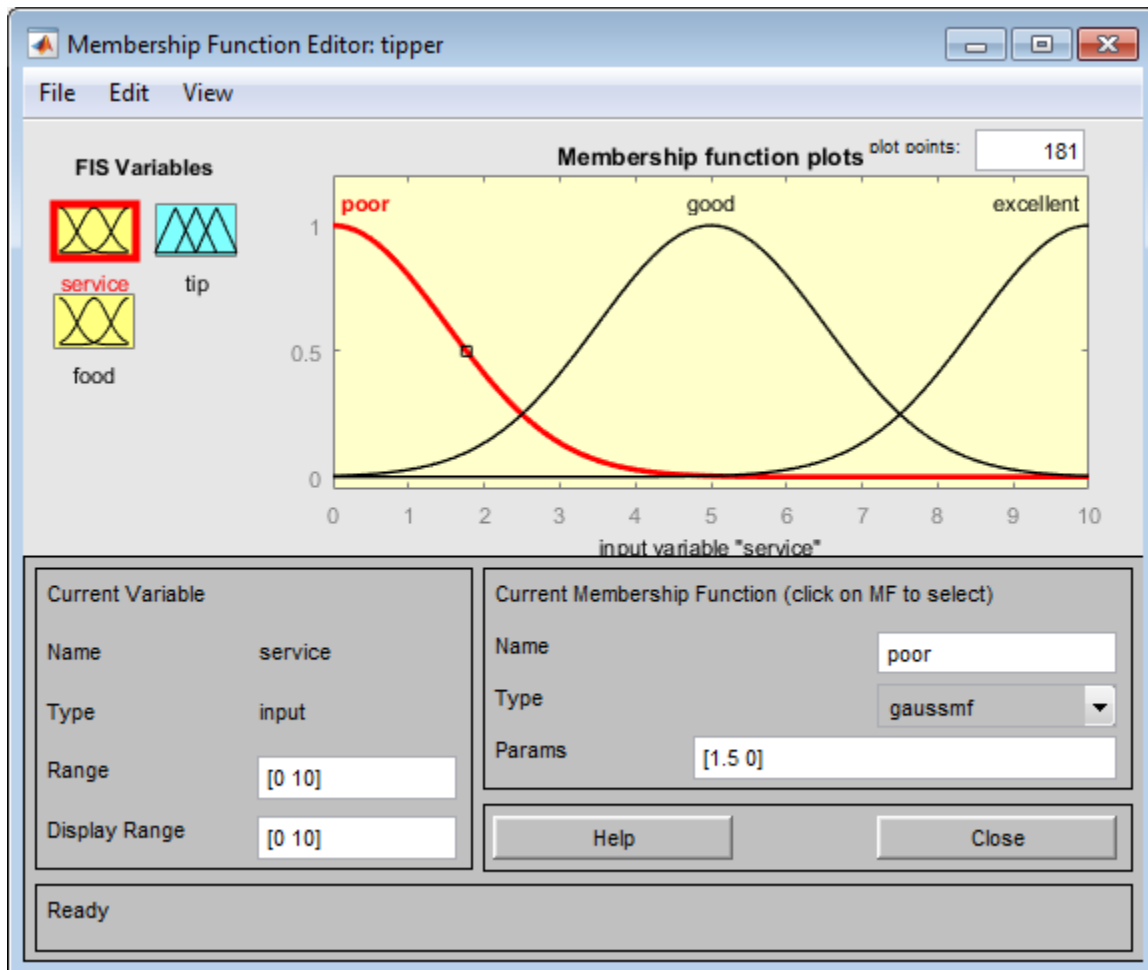 Membership Function Editor: tipper
File Edit View
FIS Variables
service
tip
food
Membership function plots
plot points:
181
poor
good
excellent
1
0.5
0
0 1 2 3 4 5 6 7 8 9 10
input variable "service"
Current Variable
Name service
Type input
Range [0 10]
Display Range [0 10]
Current Membership Function (click on MF to select)
Name poor
Type gaussmf
Params [1.5 0]
Help Close
Ready